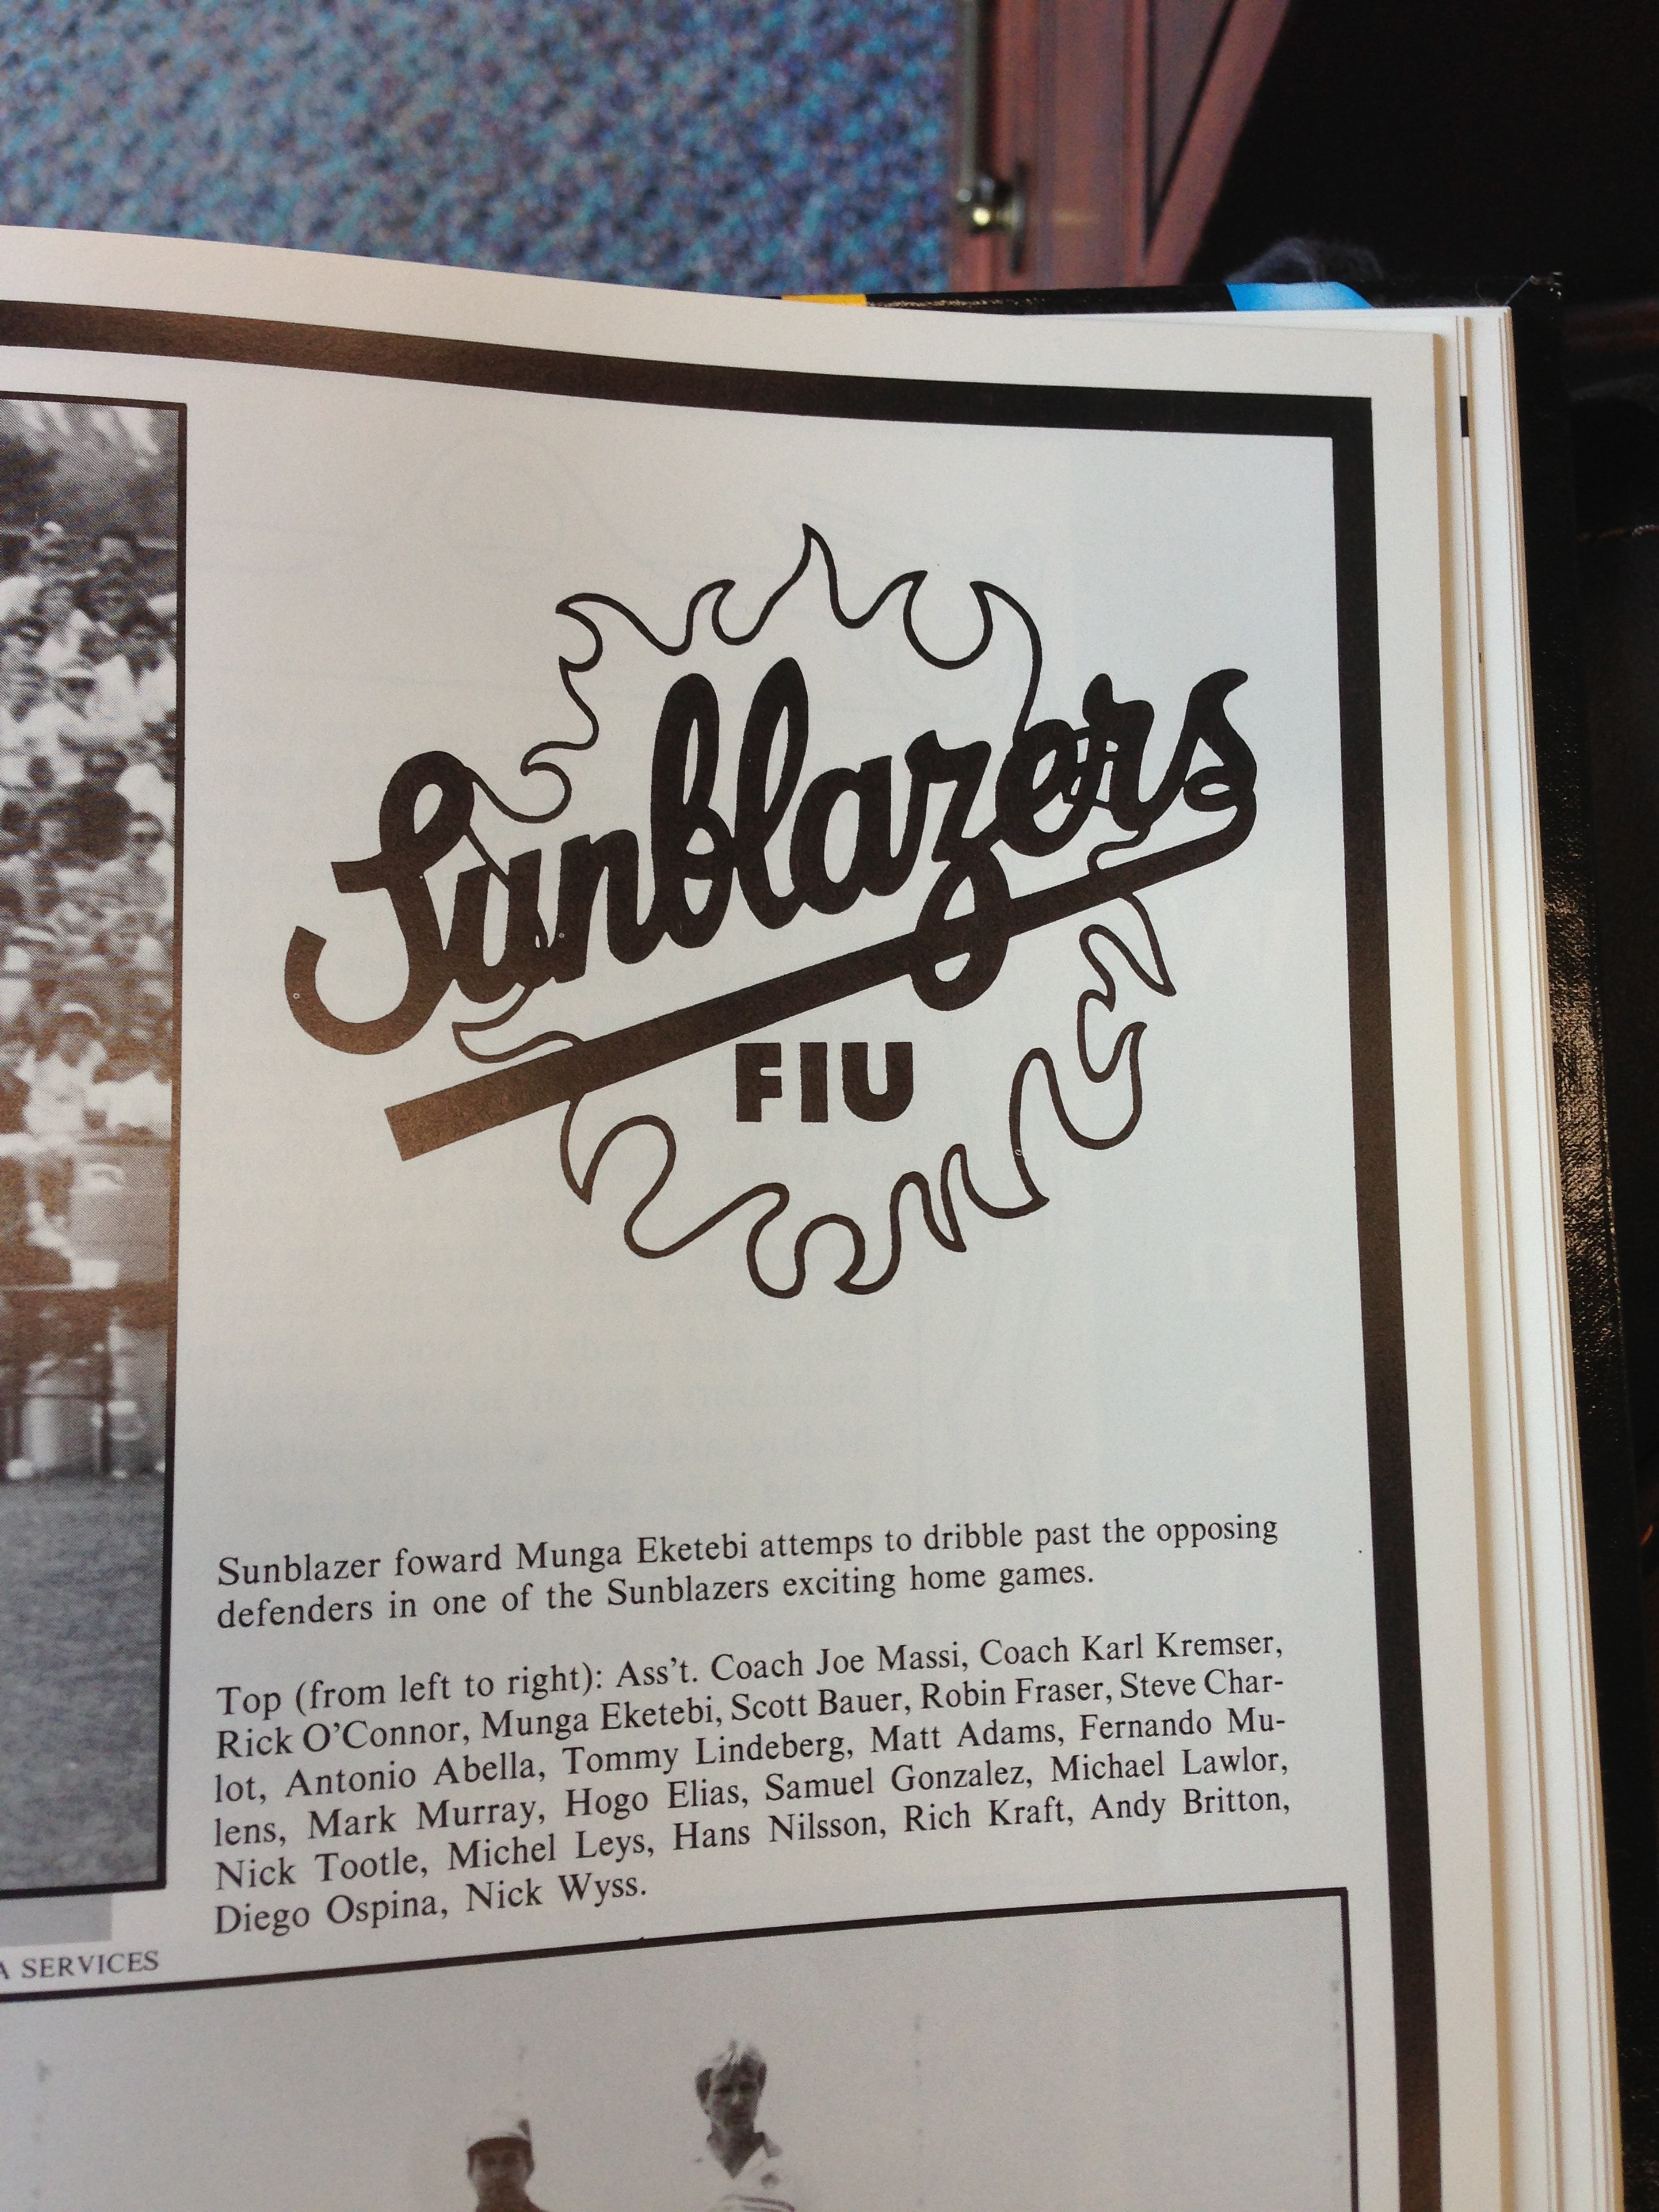 Sunblazers
FIU
Sunblazer foward Munga Eketebi attemps to dribble past the opposing
defenders in one of the Sunblazers exciting home games.
Top (from left to right): Ass't. Coach Joe Massi, Coach Karl Kremser,
Rick O'Connor, Munga Eketebi, Scott Bauer, Robin Fraser, Steve Char-
lot, Antonio Abella, Tommy Lindeberg, Matt Adams, Fernando Mu-
lens, Mark Murray, Hogo Elias, Samuel Gonzalez, Michael Lawlor,
Nick Tootle, Michel Leys, Hans Nilsson, Rich Kraft, Andy Britton,
Diego Ospina, Nick Wyss.
A SERVICES